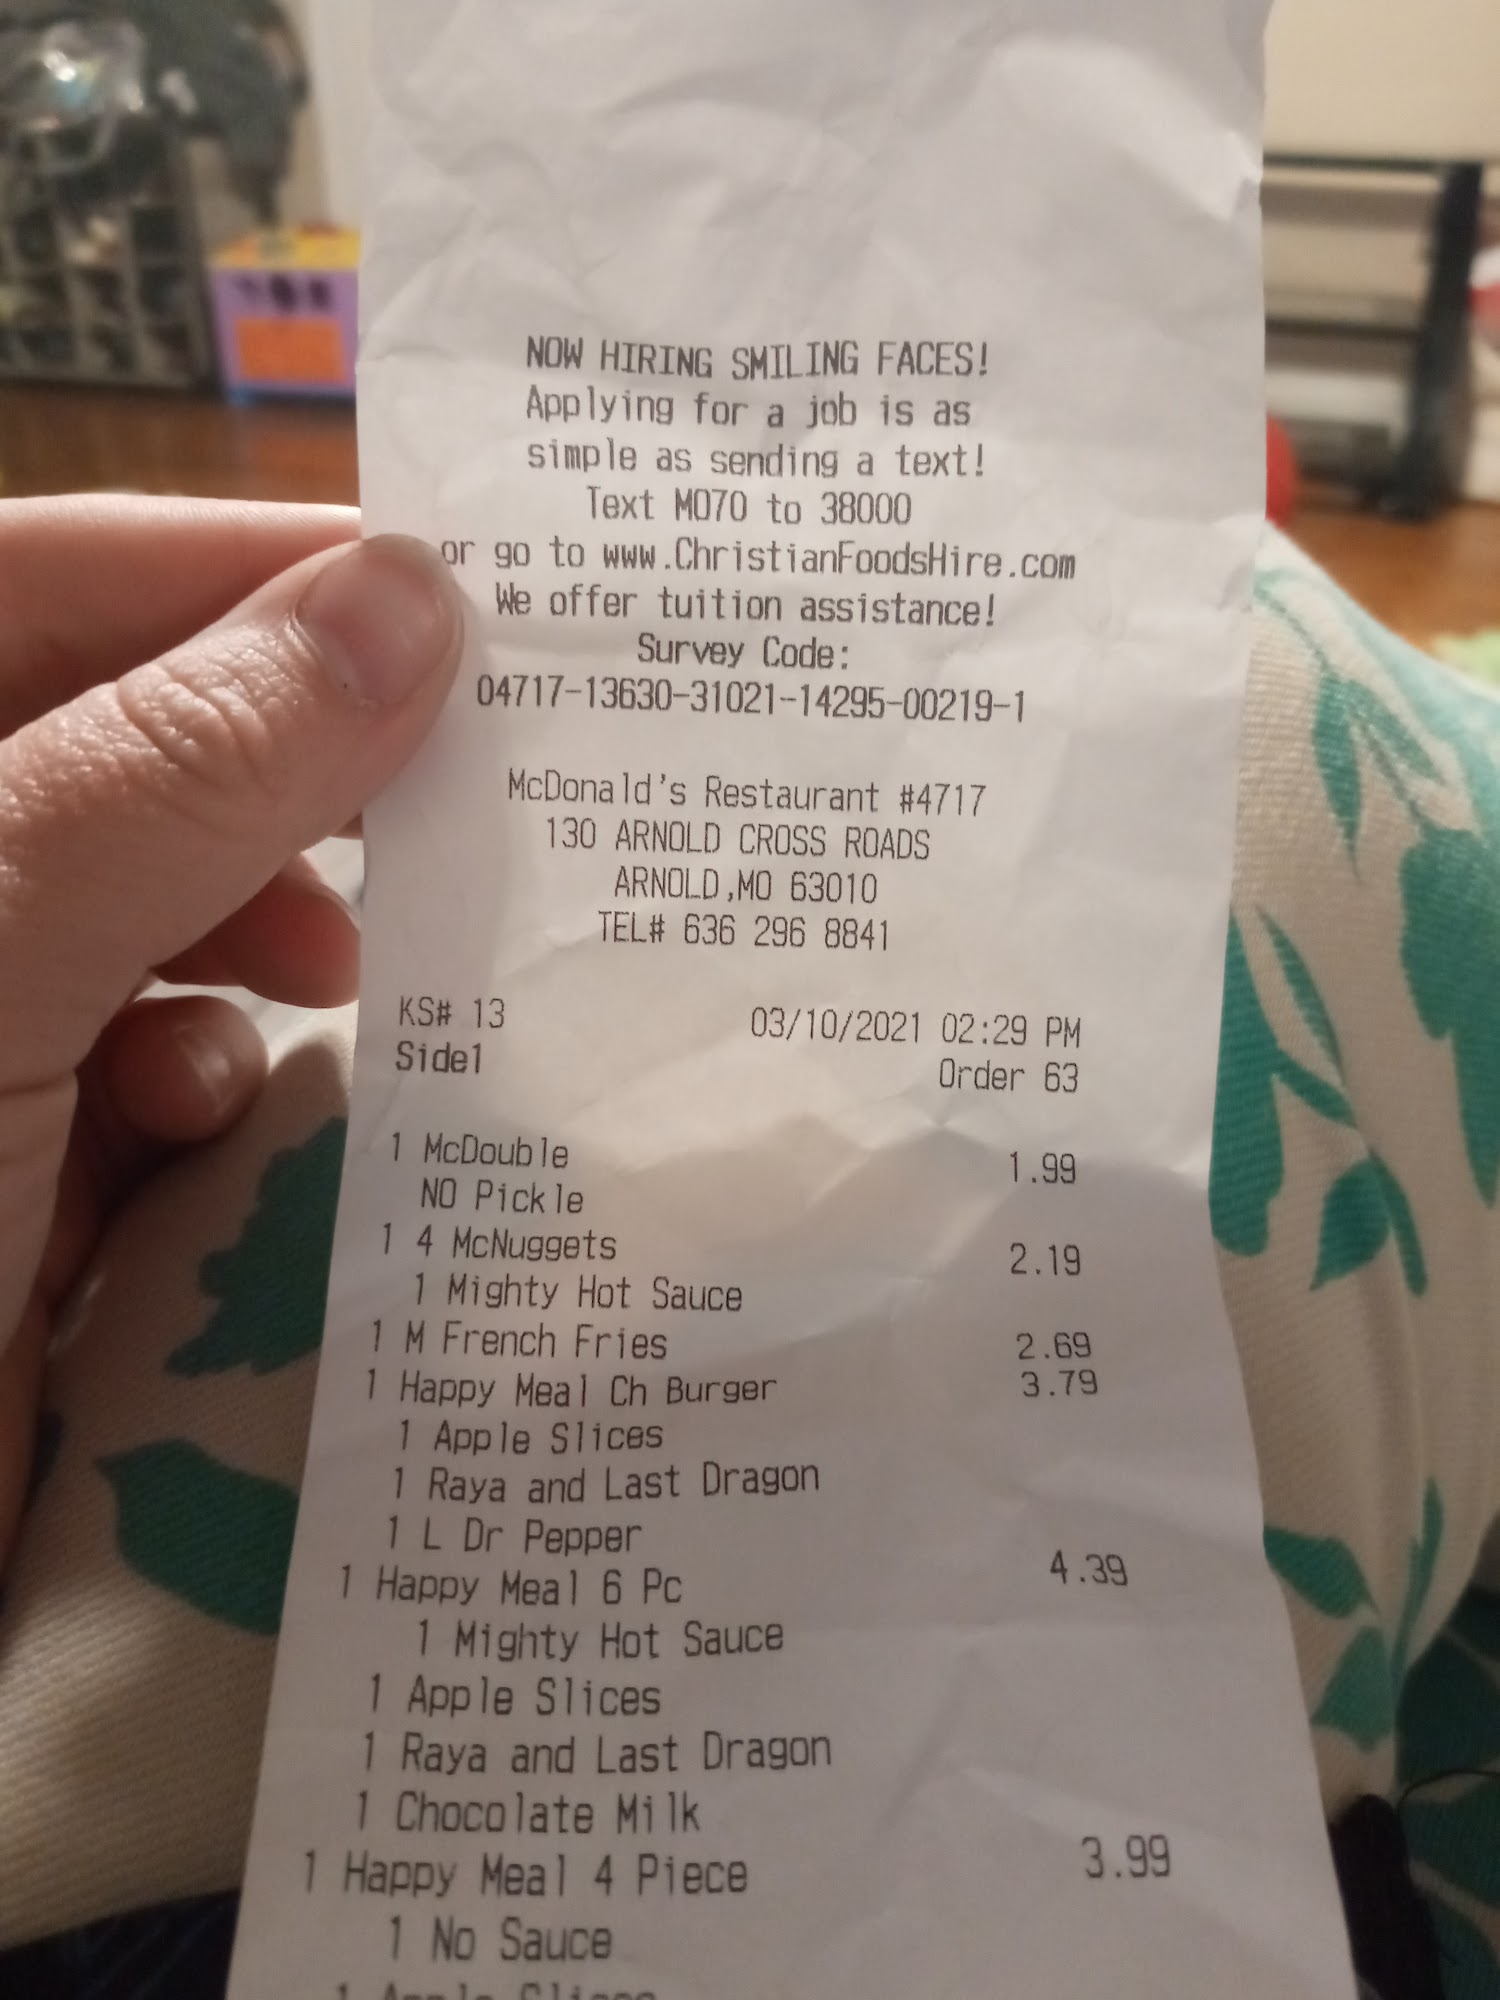 NOW HIRING SMILING FACES!
Applying for a job is as
simple as sending a text!
Text MO70 to 38000
or go to www.ChristianFoodsHire.com
We offer tuition assistance!
Survey Code:
04717-13630-31021-14295-00219-1
McDonald's Restaurant #4717
130 ARNOLD CROSS ROADS
ARNOLD,MO 63010
TEL# 636 296 8841
KS# 13 03/10/2021 02:29 PM
Side1 Order 63
1 McDouble 1.99
NO Pickle
1 4 McNuggets 2.19
1 Mighty Hot Sauce
1 M French Fries 2.69
1 Happy Meal Ch Burger 3.79
1 Apple Slices
1 Raya and Last Dragon
1 L Dr Pepper
1 Happy Meal 6 Pc 4.39
1 Mighty Hot Sauce
1 Apple Slices
1 Raya and Last Dragon
1 Chocolate Milk
1 Happy Meal 4 Piece 3.99
1 No Sauce
1 Apple Slices